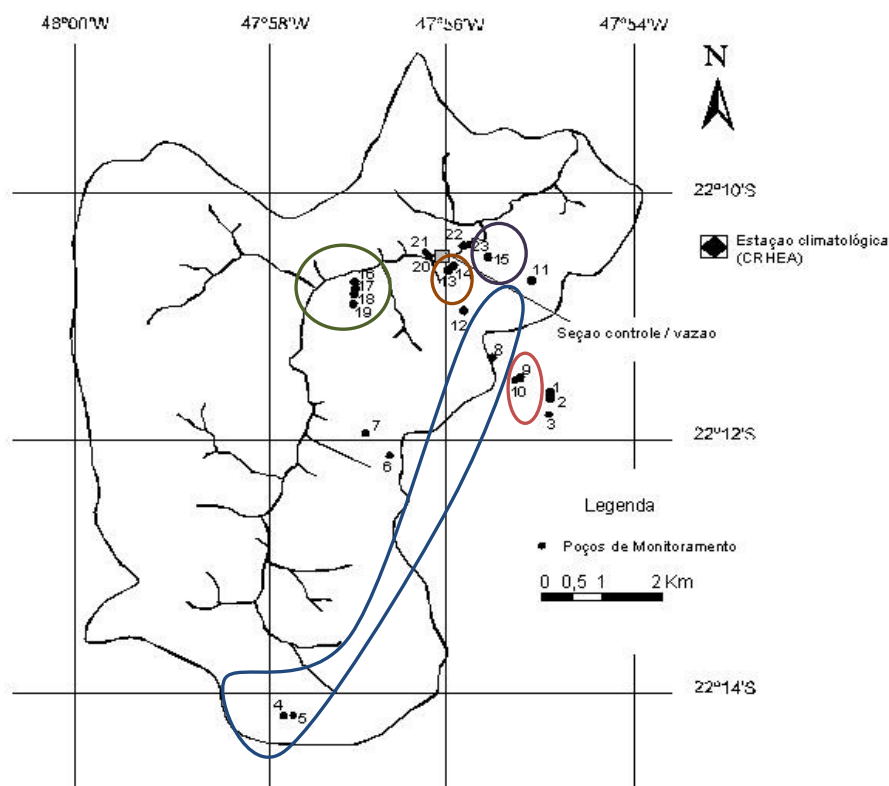 48°00'W 47°58'W 47°56'W 47°54'W
N
22°10'S
Estaçao climatológica
(CRHEA)
22
23
21
20
15
14
13
11
16
17
18
19
12
Seçao controle / vazao
8
9
10
1
2
3
7
6
22°12'S
Legenda
Poços de Monitoramento
0 0,5 1 2 Km
22°14'S
4
5